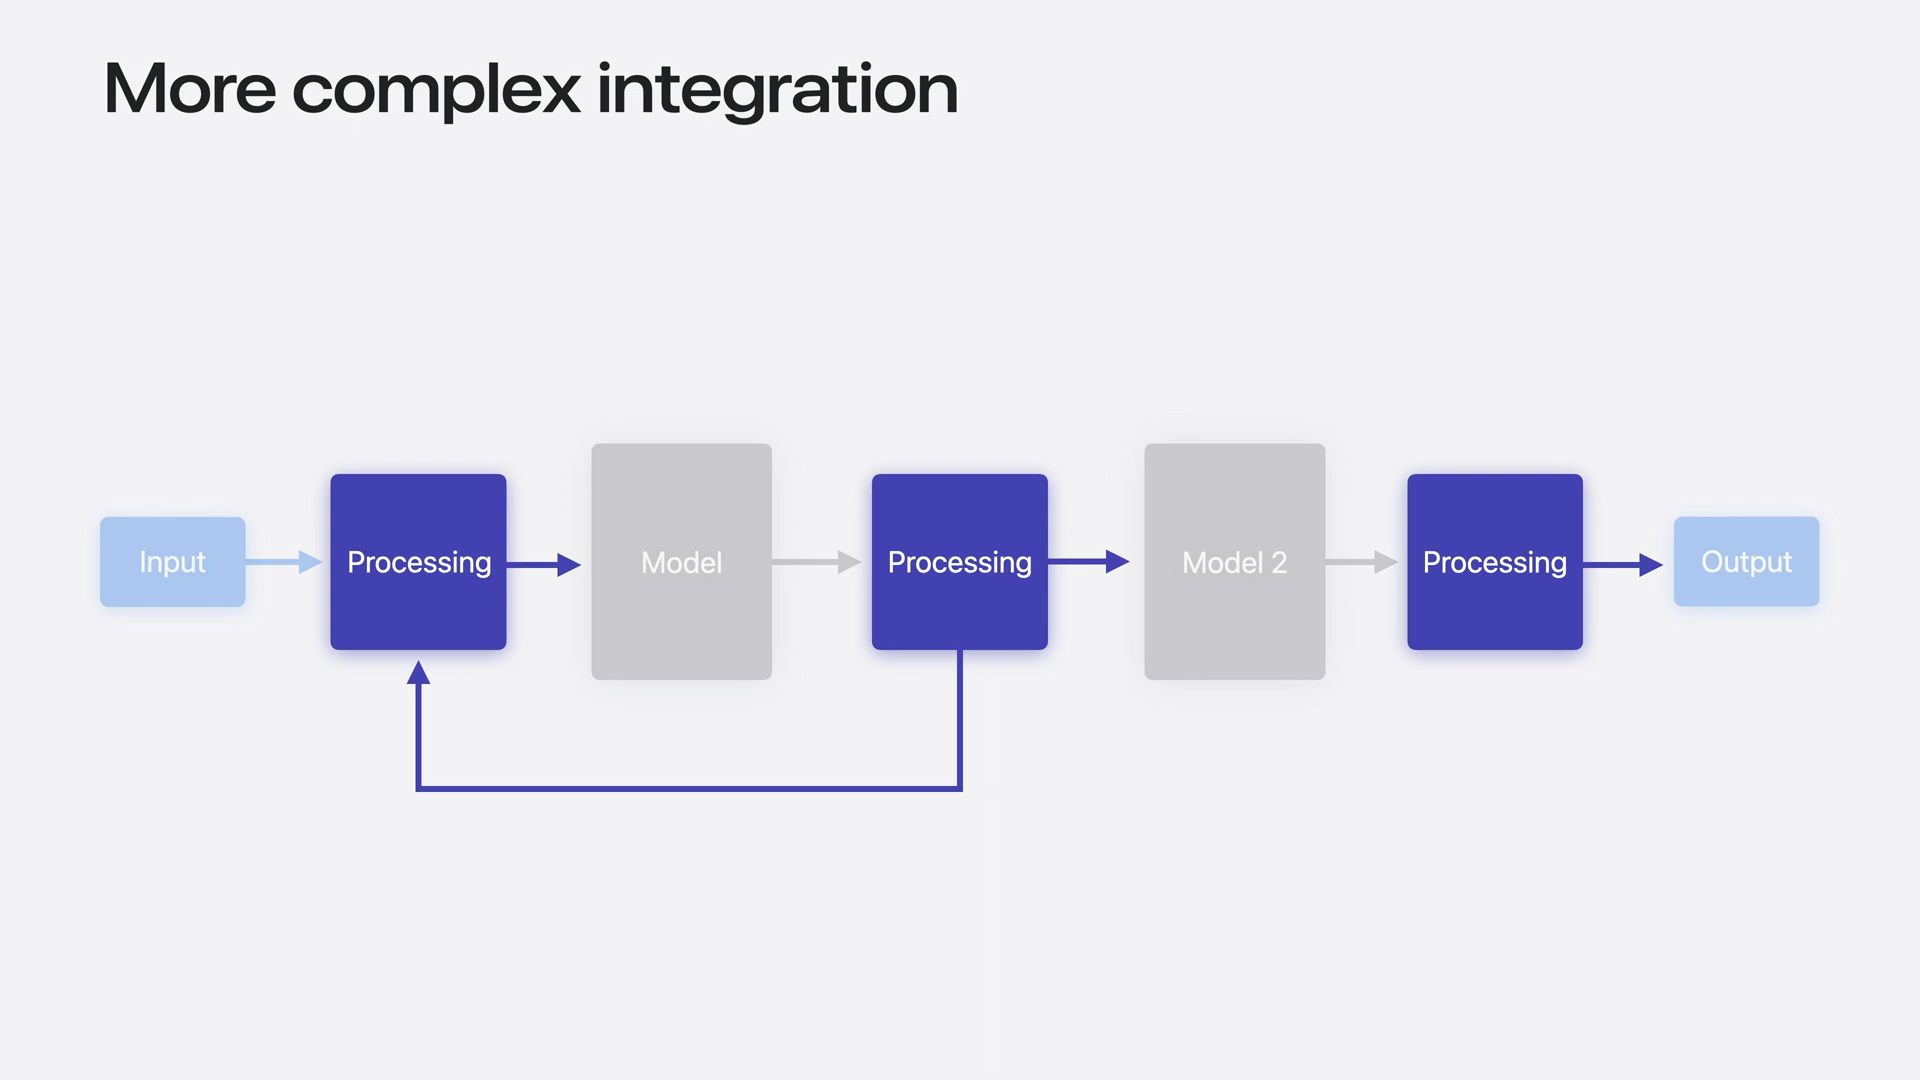 More complex integration
Input
Processing
Model
Processing
Model 2
Processing
Output